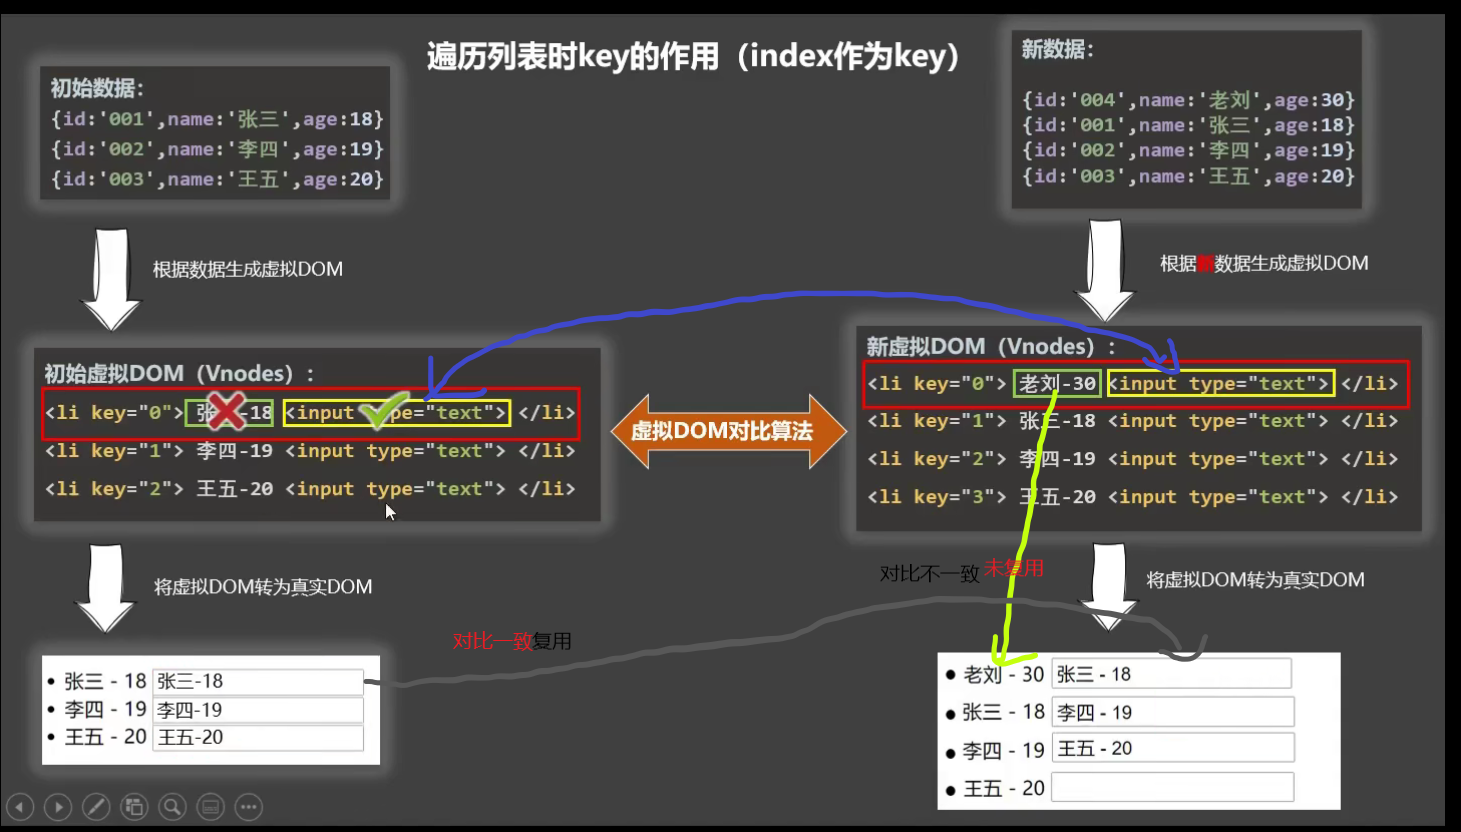 遍历列表时key的作用（index作为key）
初始数据：
{id:'001',name:'张三',age:18}
{id:'002',name:'李四',age:19}
{id:'003',name:'王五',age:20}
新数据：
{id:'004',name:'老刘',age:30}
{id:'001',name:'张三',age:18}
{id:'002',name:'李四',age:19}
{id:'003',name:'王五',age:20}
根据数据生成虚拟DOM
根据 数据生成虚拟DOM
初始虚拟DOM（Vnodes）：
<li key="0"> 张 -18 <input type="text"> </li>
<li key="1"> 李四-19 <input type="text"> </li>
<li key="2"> 王五-20 <input type="text"> </li>
虚拟DOM对比算法
新虚拟DOM（Vnodes）：
<li key="0"> 老刘-30 <input type="text"> </li>
<li key="1"> 张三-18 <input type="text"> </li>
<li key="2"> 李四-19 <input type="text"> </li>
<li key="3"> 王五-20 <input type="text"> </li>
将虚拟DOM转为真实DOM
对比不一致 未复用
将虚拟DOM转为真实DOM
对比一致复用
• 张三 - 18 张三-18
• 李四 - 19 李四-19
• 王五 - 20 王五-20
● 老刘 - 30 张三 - 18
● 张三 - 18 李四 - 19
● 李四 - 19 王五 - 20
● 王五 - 20